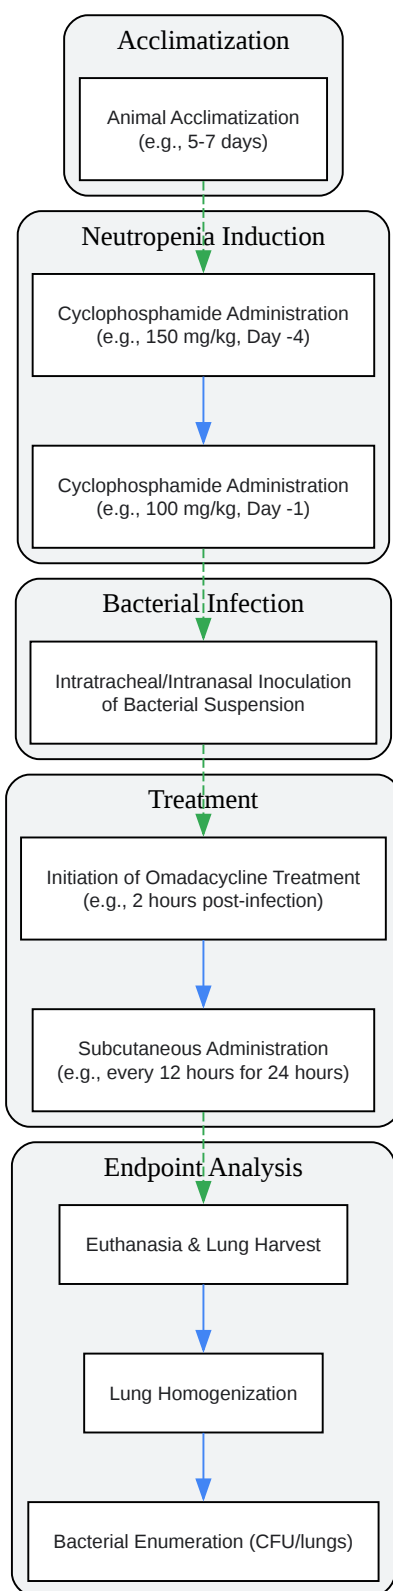 Acclimatization
Animal Acclimatization
(e.g., 5-7 days)
Neutropenia Induction
Cyclophosphamide Administration
(e.g., 150 mg/kg, Day -4)
Cyclophosphamide Administration
(e.g., 100 mg/kg, Day -1)
Bacterial Infection
Intratracheal/Intranasal Inoculation
of Bacterial Suspension
Treatment
Initiation of Omadacycline Treatment
(e.g., 2 hours post-infection)
Subcutaneous Administration
(e.g., every 12 hours for 24 hours)
Endpoint Analysis
Euthanasia & Lung Harvest
Lung Homogenization
Bacterial Enumeration (CFU/lungs)